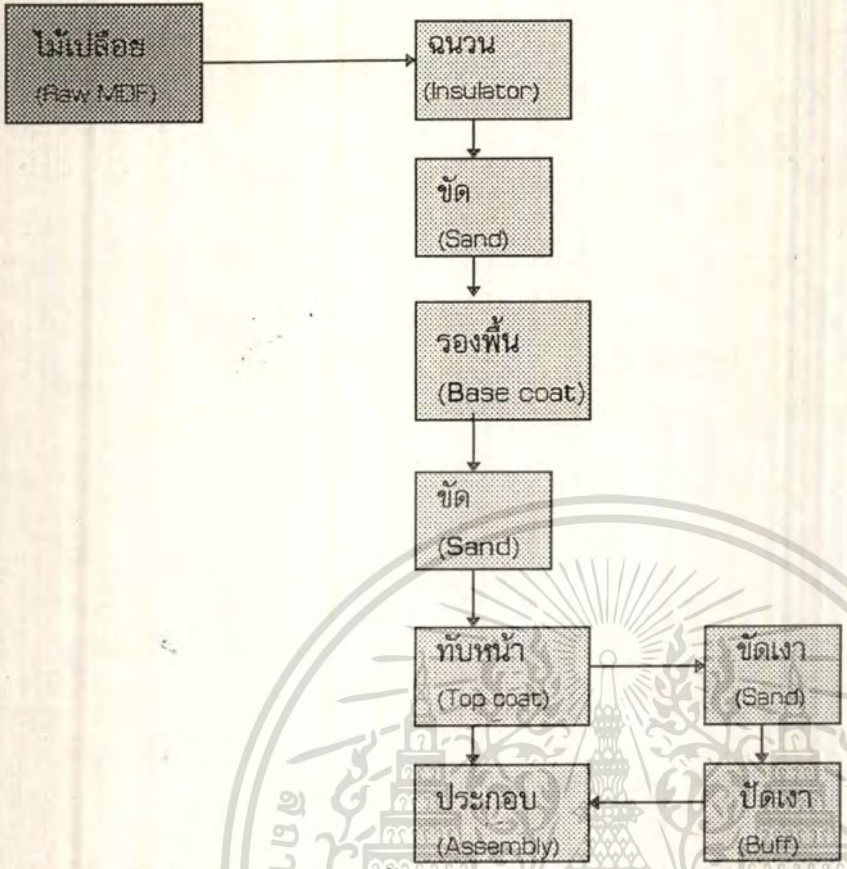 ไม้เปลือย
(Raw MDF)
ฉนวน
(Insulator)
ขัด
(Sand)
รองพื้น
(Base coat)
ขัด
(Sand)
ทับหน้า
(Top coat)
ขัดเงา
(Sand)
ประกอบ
(Assembly)
ปัดเงา
(Buff)